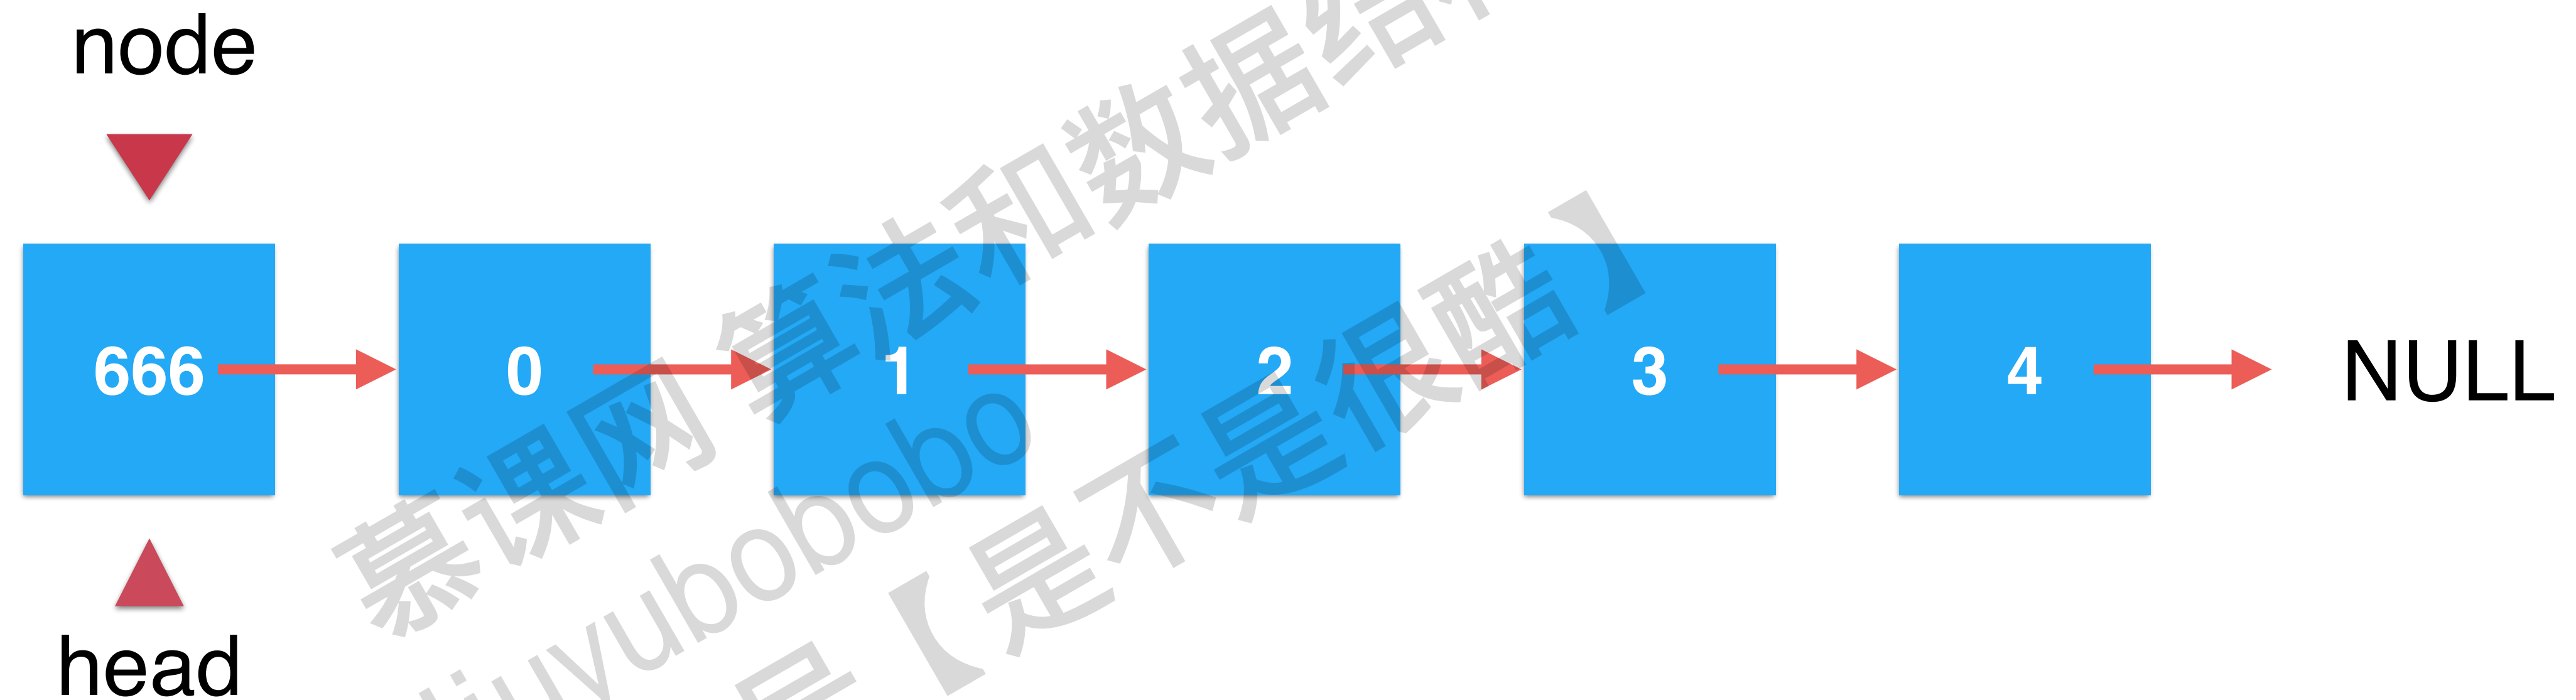 node
666 0 1 2 3 4 NULL
head
慕课网 算法和数据结构
liuyubobobo
【是不是很酷】